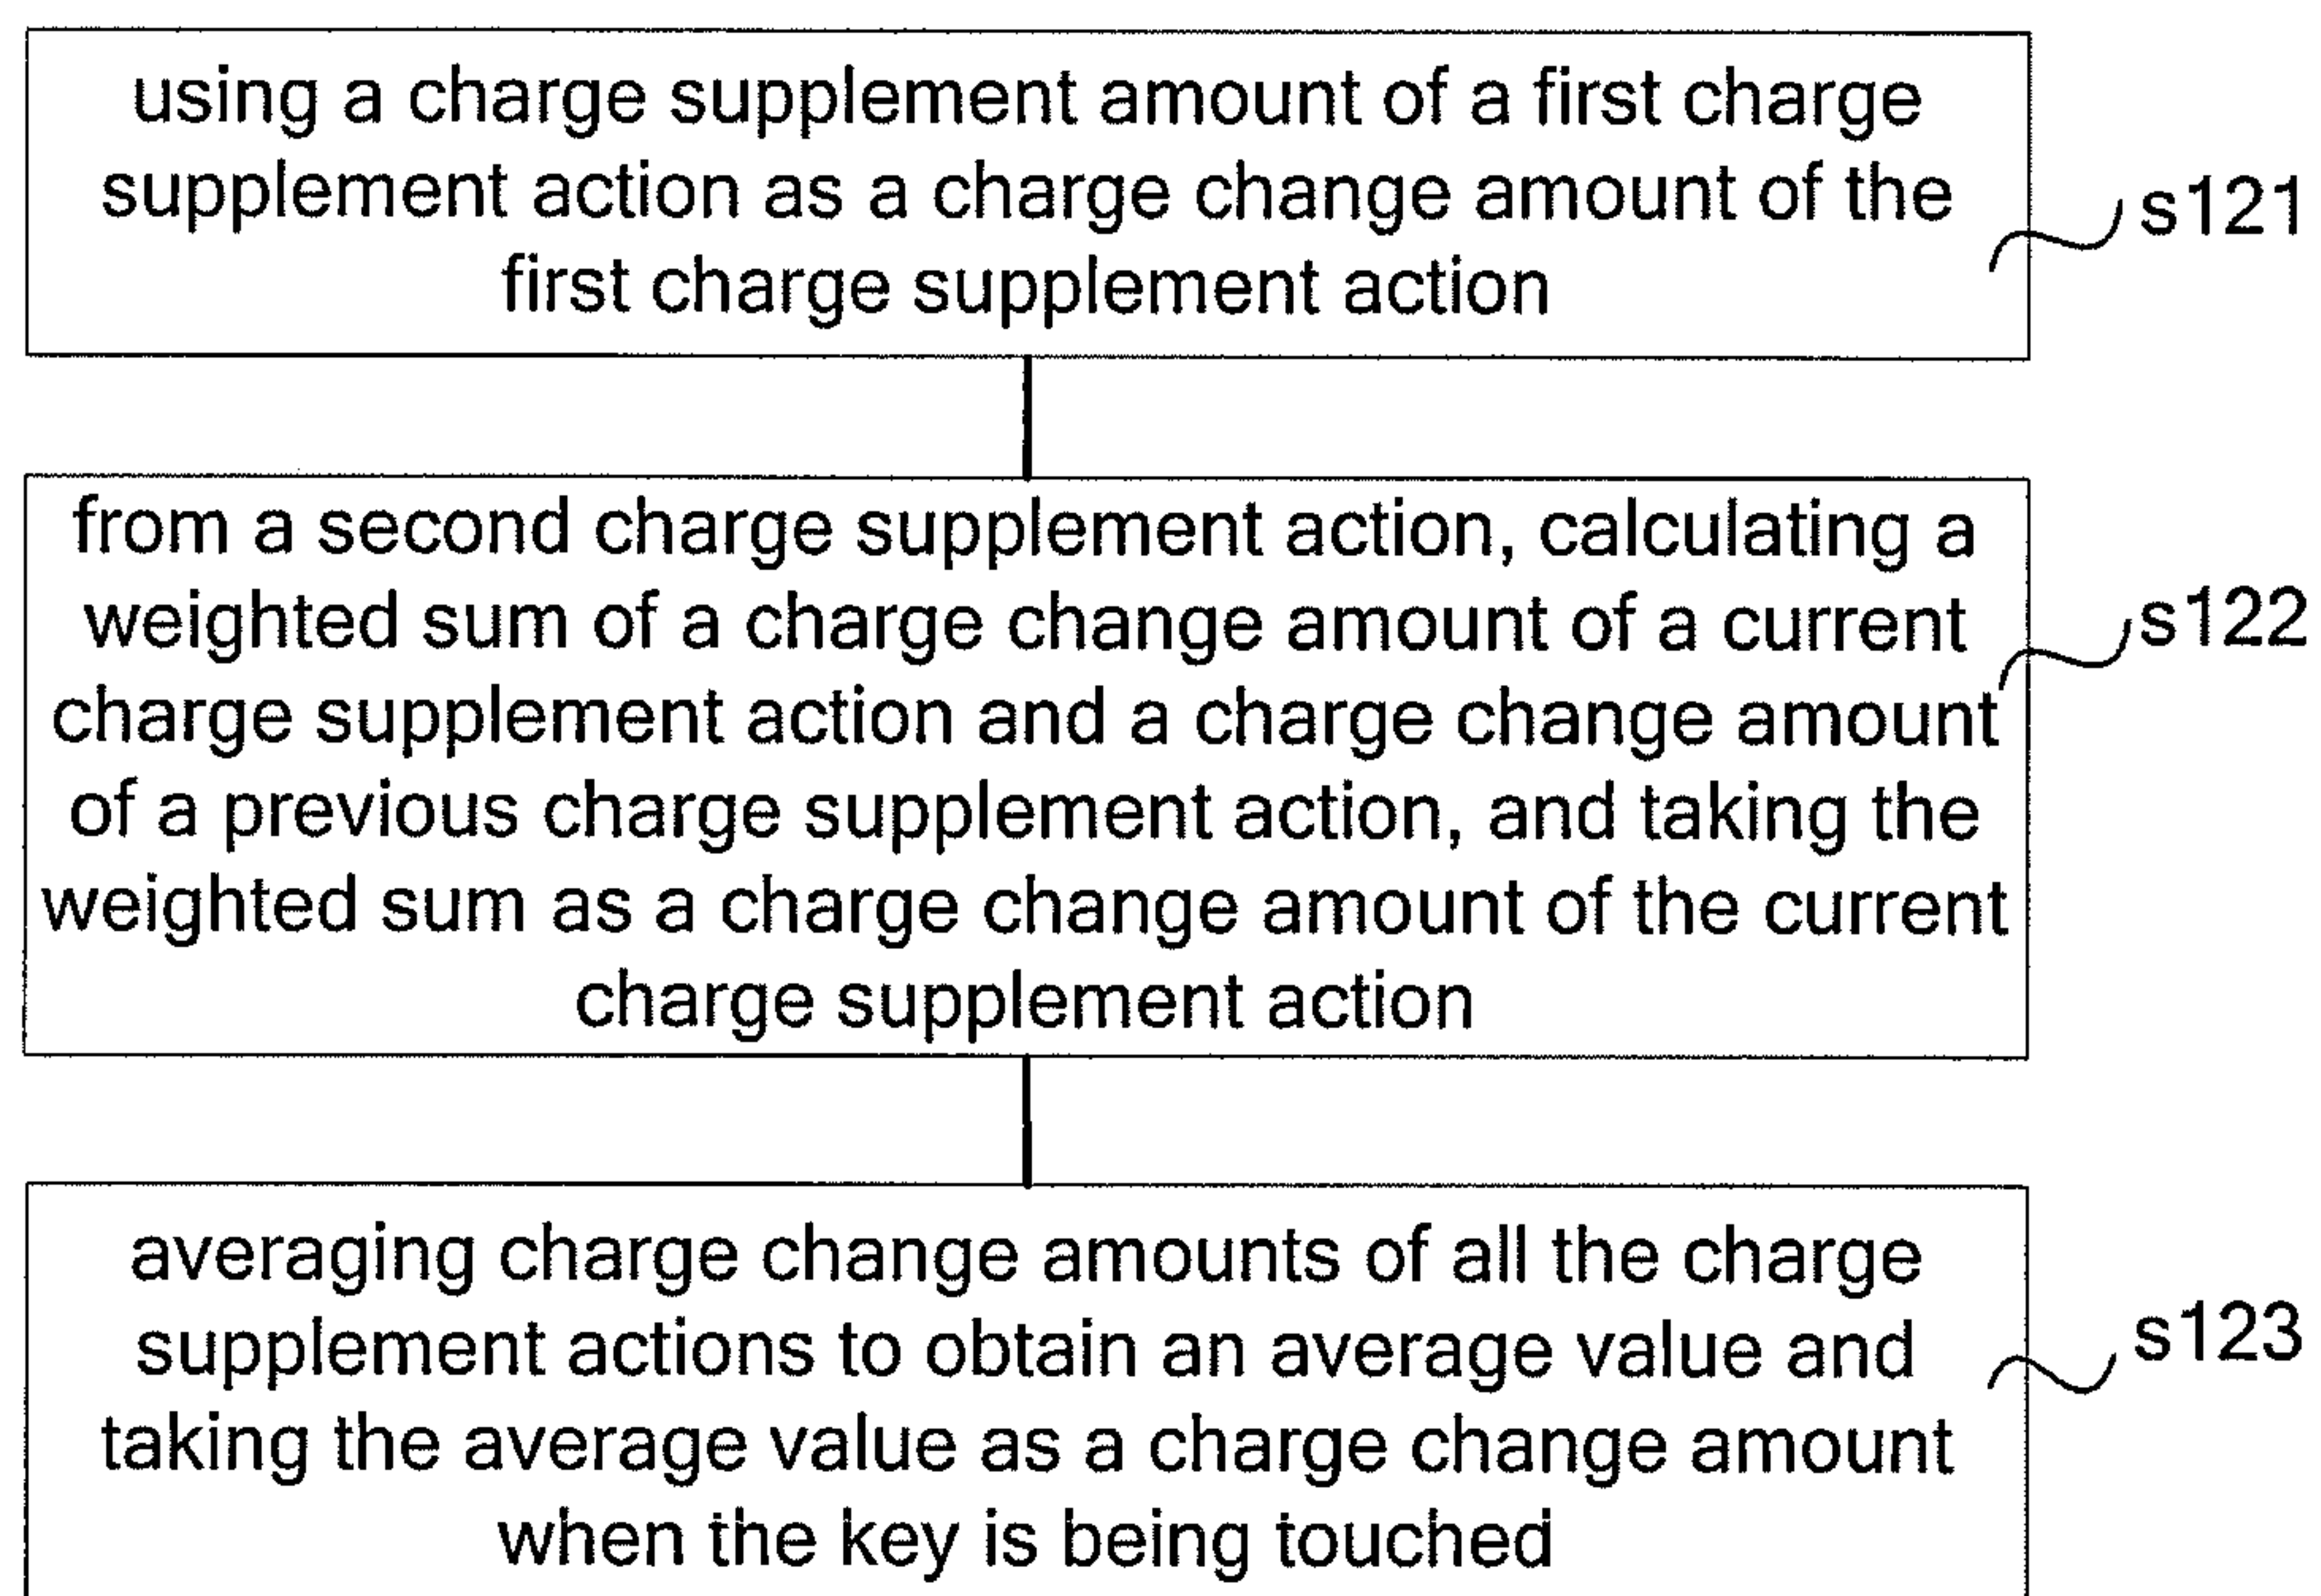 using a charge supplement amount of a first charge
supplement action as a charge change amount of the
first charge supplement action
s121
from a second charge supplement action, calculating a
weighted sum of a charge change amount of a current
charge supplement action and a charge change amount
of a previous charge supplement action, and taking the
weighted sum as a charge change amount of the current
charge supplement action
s122
averaging charge change amounts of all the charge
supplement actions to obtain an average value and
taking the average value as a charge change amount
when the key is being touched
s123